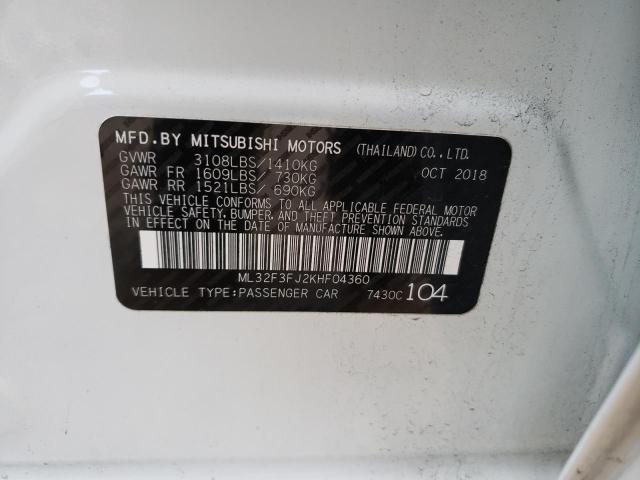 MFD.BY MITSUBISHI MOTORS (THAILAND) CO., LTD.
GVWR 3108LBS/1410KG OCT 2018
GAWR FR 1609LBS/ 730KG
GAWR RR 1521LBS/ 690KG
THIS VEHICLE CONFORMS TO ALL APPLICABLE FEDERAL MOTOR
VEHICLE SAFETY, BUMPER, AND THEFT PREVENTION STANDARDS
IN EFFECT ON THE DATE OF MANUFACTURE SHOWN ABOVE.
ML32F3FJ2KHF04360
VEHICLE TYPE:PASSENGER CAR 7430C 104